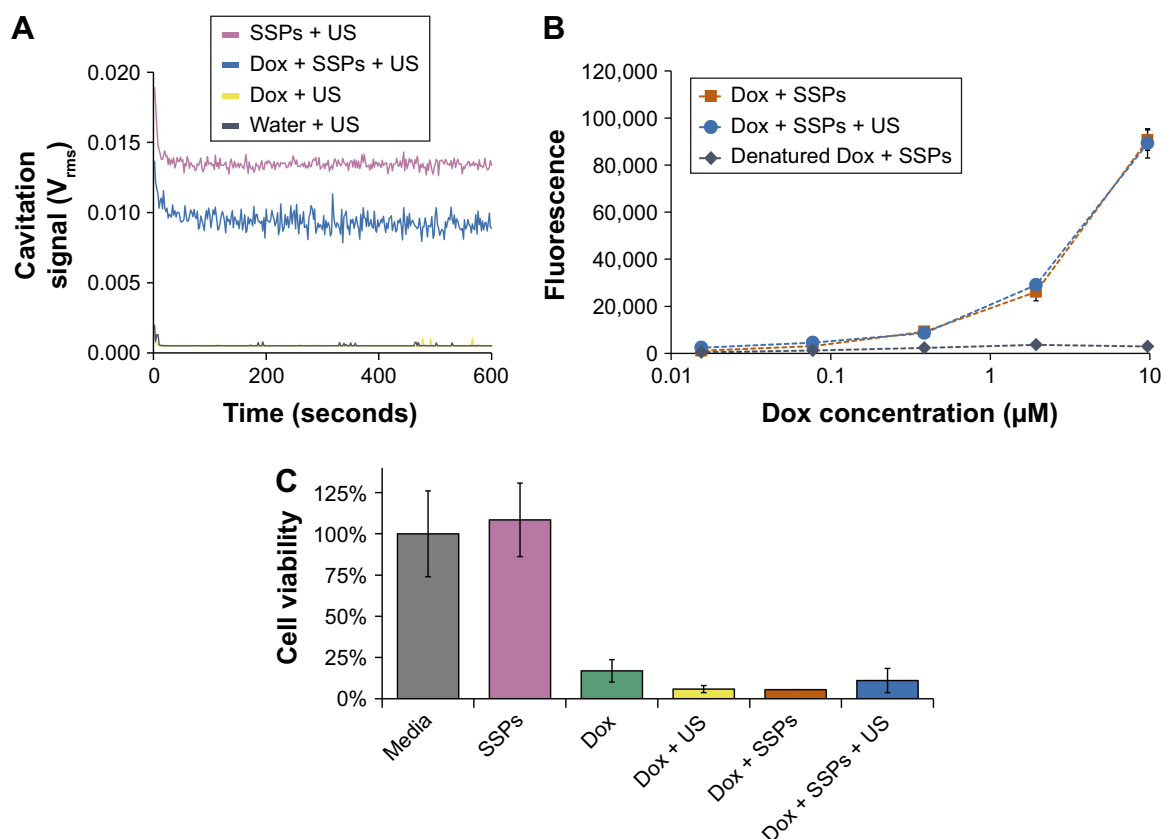 A
SSPs + US
Dox + SSPs + US
Dox + US
Water + US
0.020
0.015
0.010
0.005
0.000
Cavitation
signal (Vrms)
0
200
400
600
Time (seconds)
B
120,000
100,000
80,000
60,000
40,000
20,000
0
Fluorescence
Dox + SSPs
Dox + SSPs + US
Denatured Dox + SSPs
0.01
0.1
1
10
Dox concentration (µM)
C
125%
100%
75%
50%
25%
0%
Cell viability
Media
SSPs
Dox
Dox + US
Dox + SSPs
Dox + SSPs + US